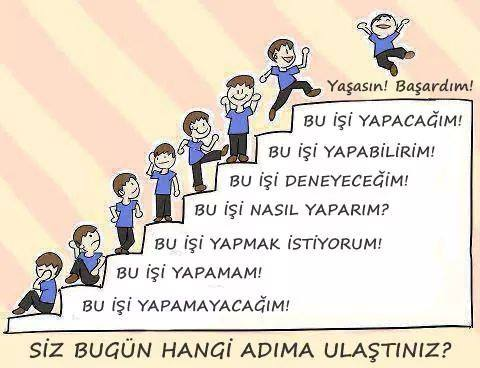 Yaşasın! Başardım!
BU İŞİ YAPACAĞIM!
BU İŞİ YAPABİLİRİM!
BU İŞİ DENEYECEĞİM!
BU İŞİ NASIL YAPARIM?
BU İŞİ YAPMAK İSTİYORUM!
BU İŞİ YAPAMAM!
BU İŞİ YAPAMAYACAĞIM!
SİZ BUGÜN HANGİ ADIMA ULAŞTINIZ?